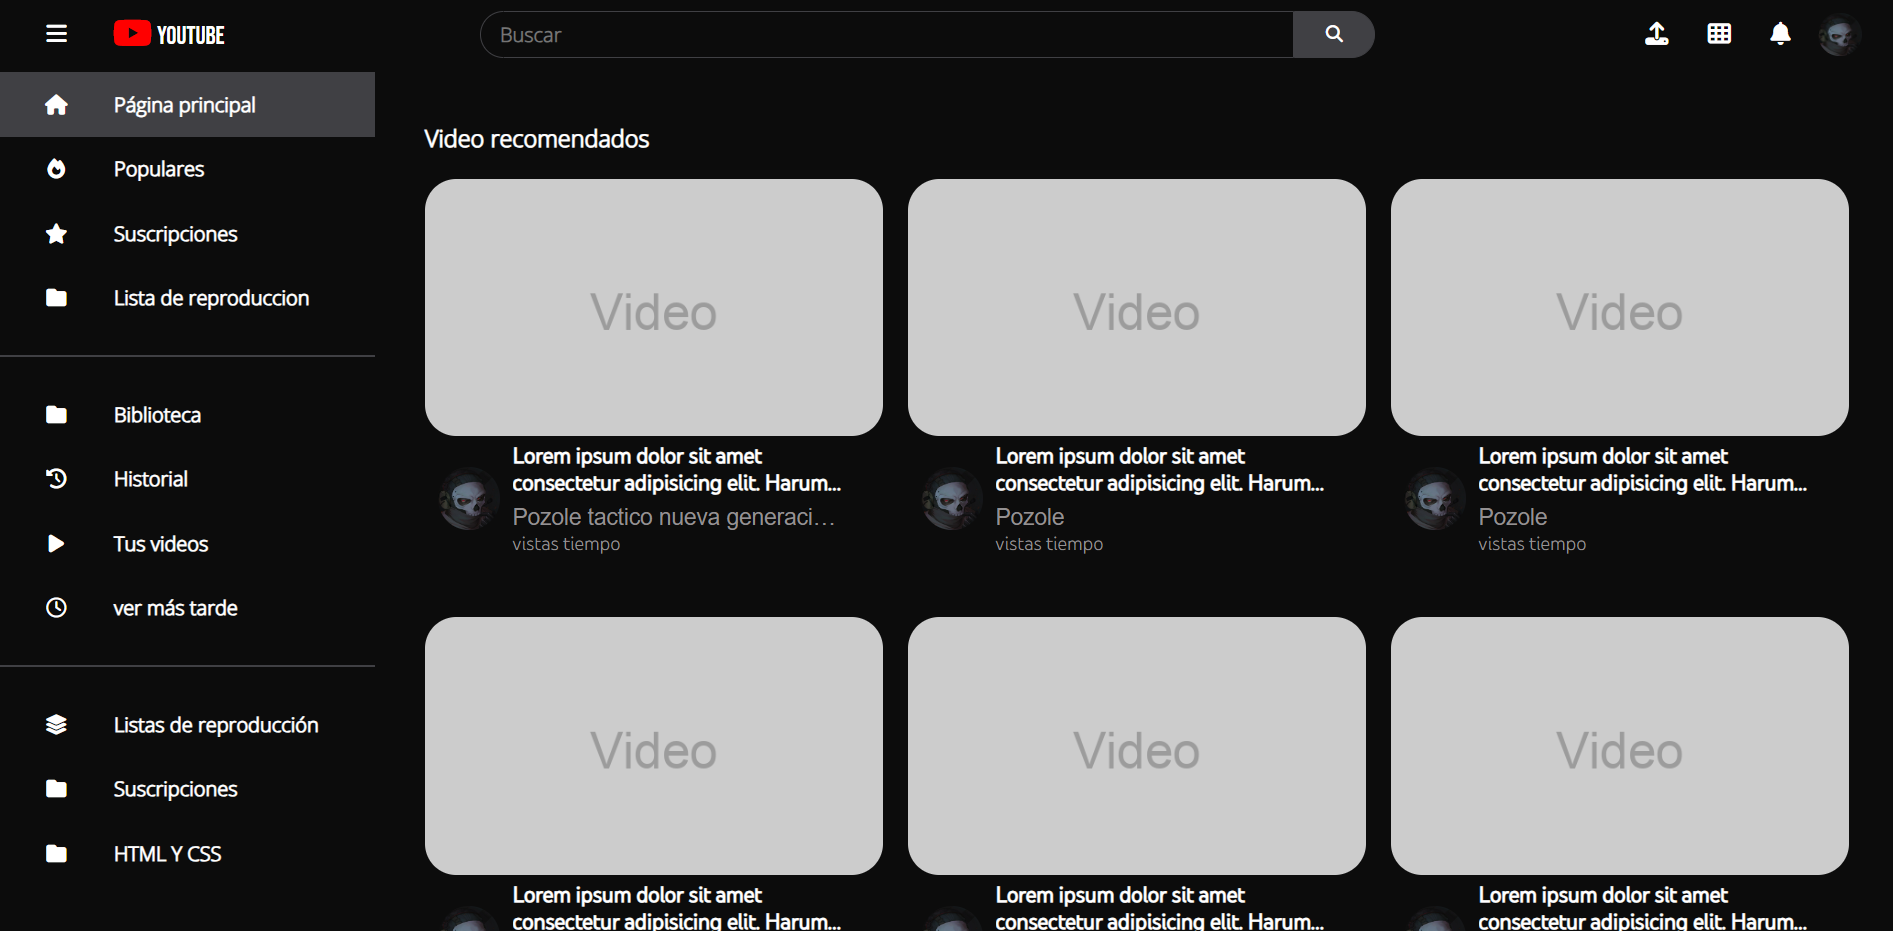 YOUTUBE
Buscar
Página principal
Populares
Suscripciones
Lista de reproduccion
Biblioteca
Historial
Tus videos
ver más tarde
Listas de reproducción
Suscripciones
HTML Y CSS
Video recomendados
Video
Video
Video
Lorem ipsum dolor sit amet
consectetur adipisicing elit. Harum...
Pozole tactico nueva generaci...
vistas tiempo
Lorem ipsum dolor sit amet
consectetur adipisicing elit. Harum...
Pozole
vistas tiempo
Lorem ipsum dolor sit amet
consectetur adipisicing elit. Harum...
Pozole
vistas tiempo
Video
Video
Video
Lorem ipsum dolor sit amet
consectetur adipisicing elit. Harum...
Lorem ipsum dolor sit amet
consectetur adipisicing elit. Harum...
Lorem ipsum dolor sit amet
consectetur adipisicing elit. Harum...